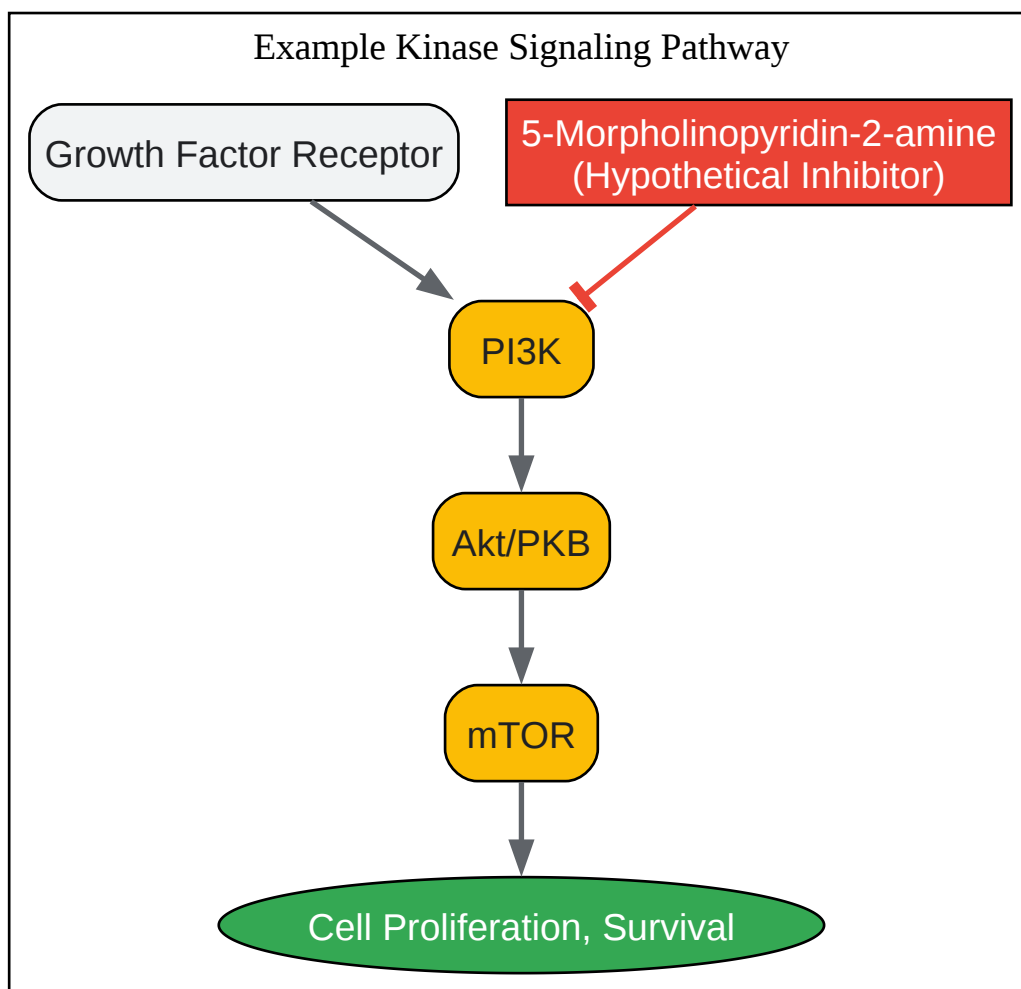 Example Kinase Signaling Pathway
Growth Factor Receptor
5-Morpholinopyridin-2-amine
(Hypothetical Inhibitor)
PI3K
Akt/PKB
mTOR
Cell Proliferation, Survival